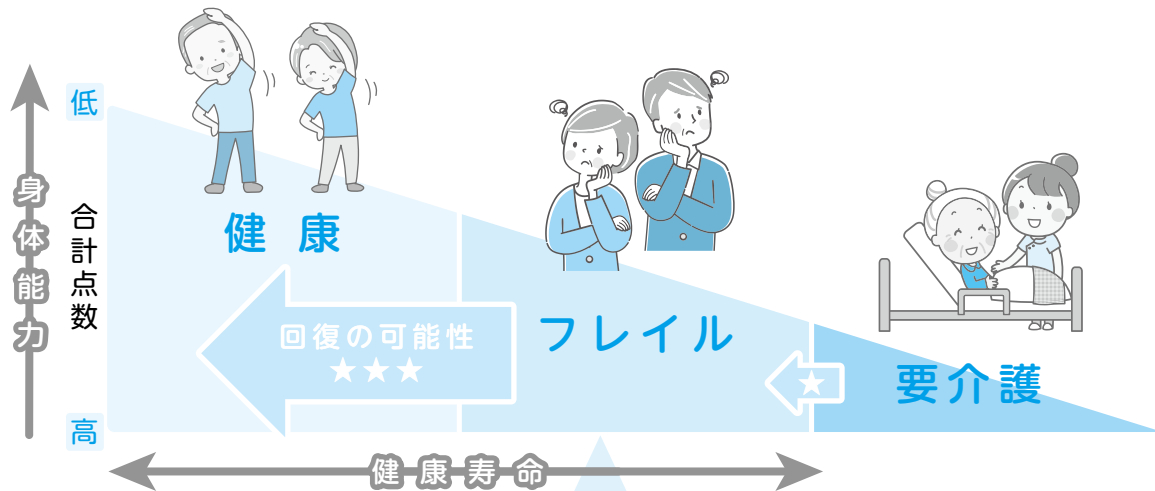 低
身体能力
合計点数
高
健康
回復の可能性
★★★
フレイル
★
要介護
健康寿命